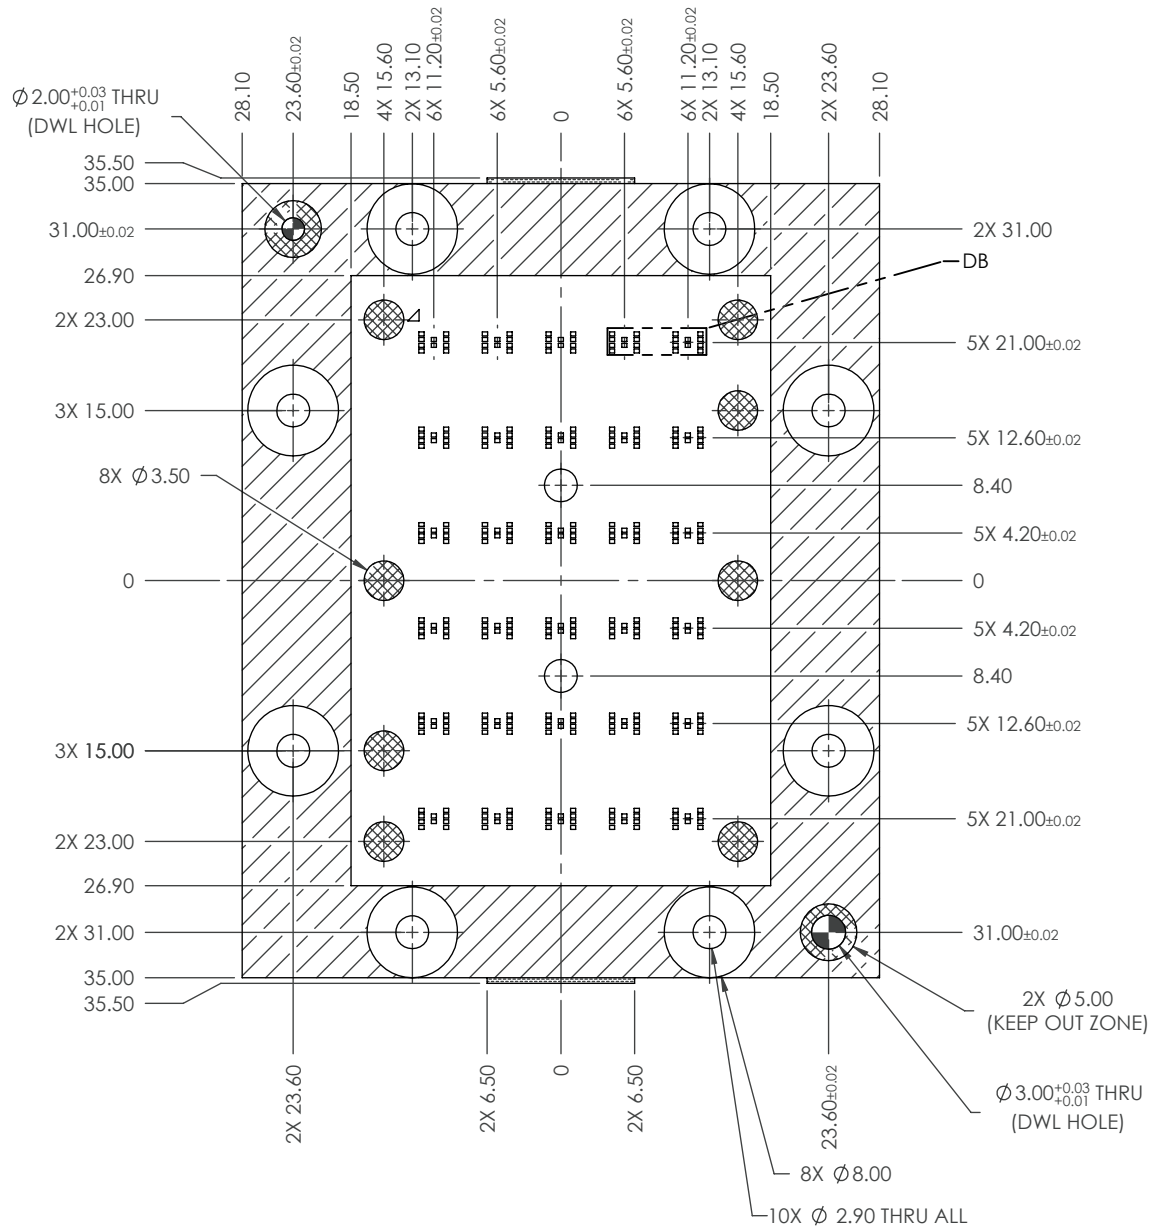 28.10
23.60±0.02
18.50
4X 15.60
2X 13.10
6X 11.20±0.02
6X 5.60±0.02
0
6X 5.60±0.02
6X 11.20±0.02
2X 13.10
4X 15.60
18.50
2X 23.60
28.10
Ø2.00+0.03 +0.01 THRU
(DWL HOLE)
35.50
35.00
31.00±0.02
26.90
2X 23.00
3X 15.00
8X Ø3.50
0
3X 15.00
2X 23.00
26.90
2X 31.00
35.00
35.50
2X 31.00
DB
5X 21.00±0.02
5X 12.60±0.02
8.40
5X 4.20±0.02
0
5X 4.20±0.02
8.40
5X 12.60±0.02
5X 21.00±0.02
31.00±0.02
2X Ø5.00
(KEEP OUT ZONE)
Ø3.00+0.03 +0.01 THRU
(DWL HOLE)
2X 23.60
2X 6.50
0
2X 6.50
23.60±0.02
8X Ø8.00
10X Ø 2.90 THRU ALL